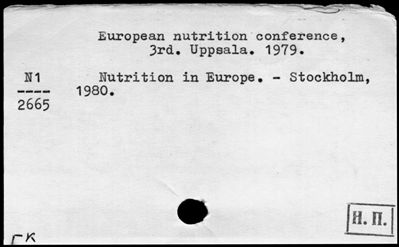 European nutrition conference,
3rd. Uppsala. 1979.
N1
2665
Nutrition in Europe. - Stockholm,
1980.
Н. П.
ГК